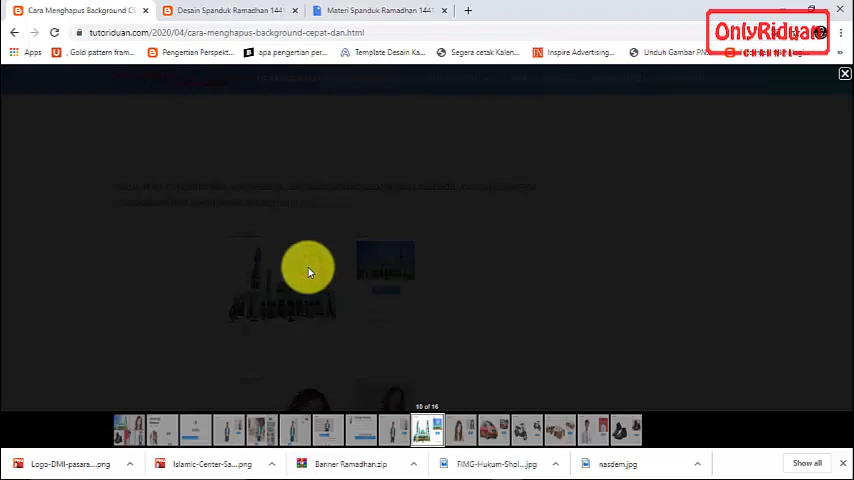 Cara Menghapus Background C
Desain Spanduk Ramadhan 1441
Materi Spanduk Ramadhan 1441
OnlyRiduan
CHANNEL
tutoriduan.com/2020/04/cara-menghapus-background-cepat-dan.html
Apps
, Gold pattern fram...
Pengertian Perspekt...
apa pengertian per...
Template Desain Ka...
Segera cetak Kalen...
Inspire Advertising...
Unduh Gambar PN
»
10 of 16
Logo-DMI-pasara....png
Islamic-Center-Sa....png
Banner Ramadhan.zip
FIMG-Hukum-Shol....jpg
nasdem.jpg
Show all